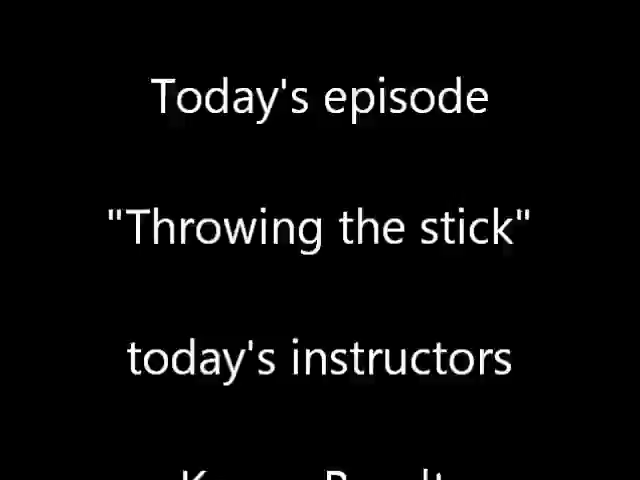 Today's episode
"Throwing the stick"
today's instructors